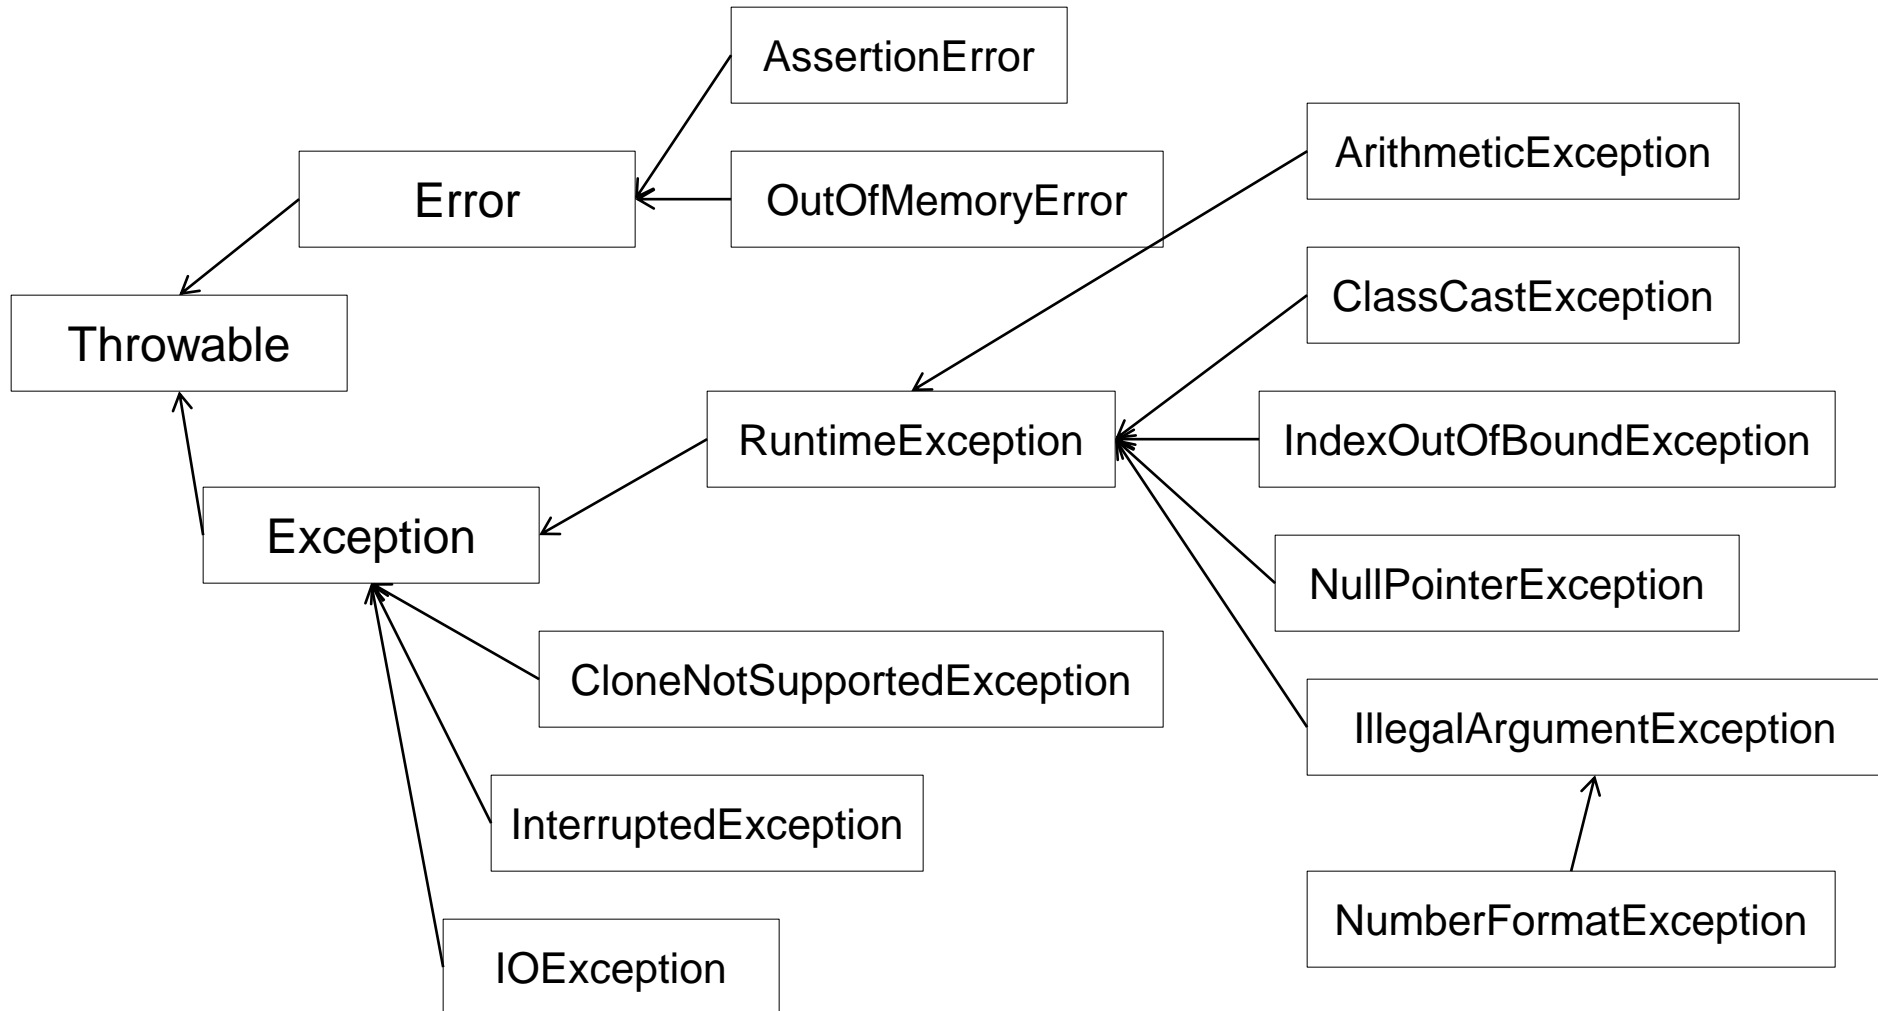 AssertionError
ArithmeticException
Error
OutOfMemoryError
ClassCastException
Throwable
RuntimeException
IndexOutOfBoundException
Exception
NullPointerException
CloneNotSupportedException
IllegalArgumentException
InterruptedException
NumberFormatException
IOException